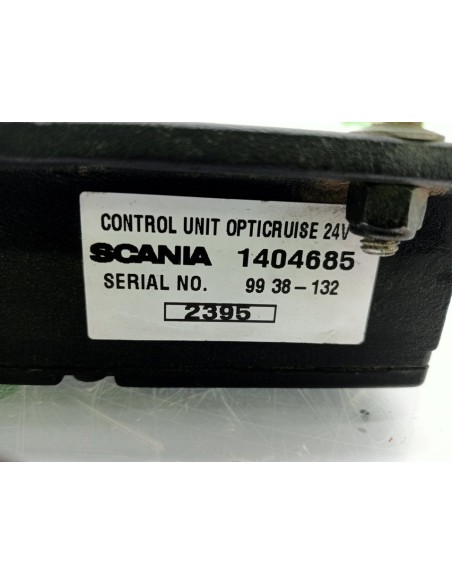 CONTROL UNIT OPTICRUISE 24V
SCANIA 1404685
SERIAL NO. 99 38-132
2395